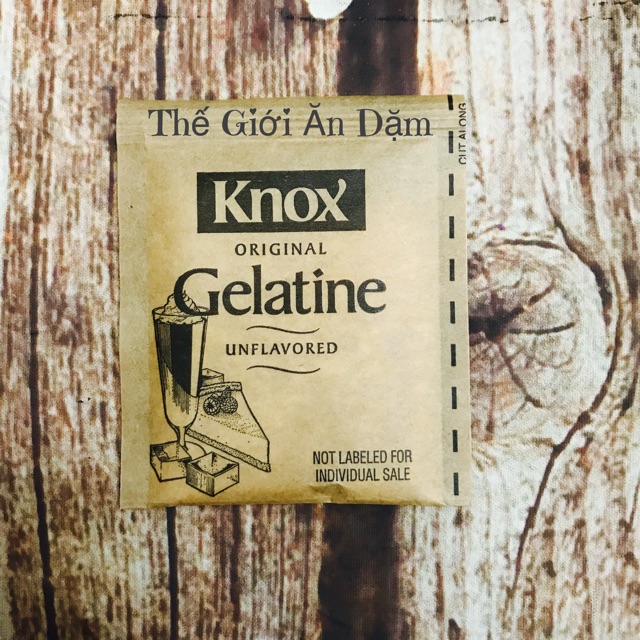 Thế Giới Ăn Dặm
CUT ALONG
Knox
ORIGINAL
Gelatine
UNFLAVORED
NOT LABELED FOR
INDIVIDUAL SALE